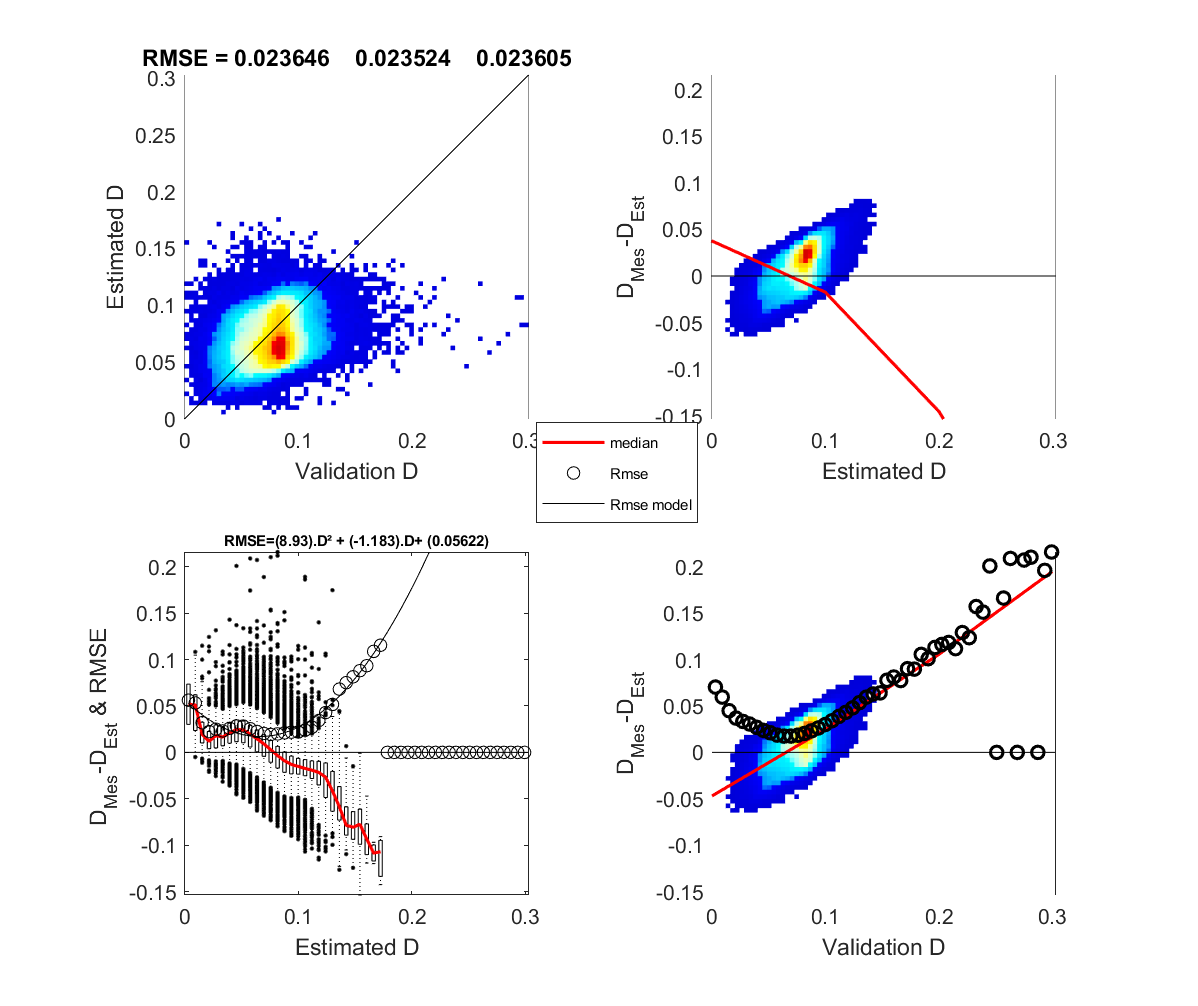 RMSE = 0.023646 0.023524 0.023605
0.3
0.25
0.2
0.15
0.1
0.05
0
Estimated D
0 0.1 0.2 0.3
Validation D
0.2
0.15
0.1
0.05
0
-0.05
-0.1
-0.15
D_Mes-D_Est
0 0.1 0.2 0.3
Estimated D
median
Rmse
Rmse model
RMSE=(8.93).D² + (-1.183).D+ (0.05622)
0.2
0.15
0.1
0.05
0
-0.05
-0.1
-0.15
D_Mes-D_Est & RMSE
0 0.1 0.2 0.3
Estimated D
0.2
0.15
0.1
0.05
0
-0.05
-0.1
-0.15
D_Mes-D_Est
0 0.1 0.2 0.3
Validation D